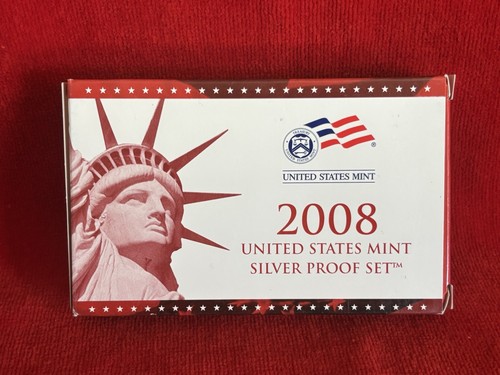 UNITED STATES MINT
®
2008
UNITED STATES MINT
SILVER PROOF SET™